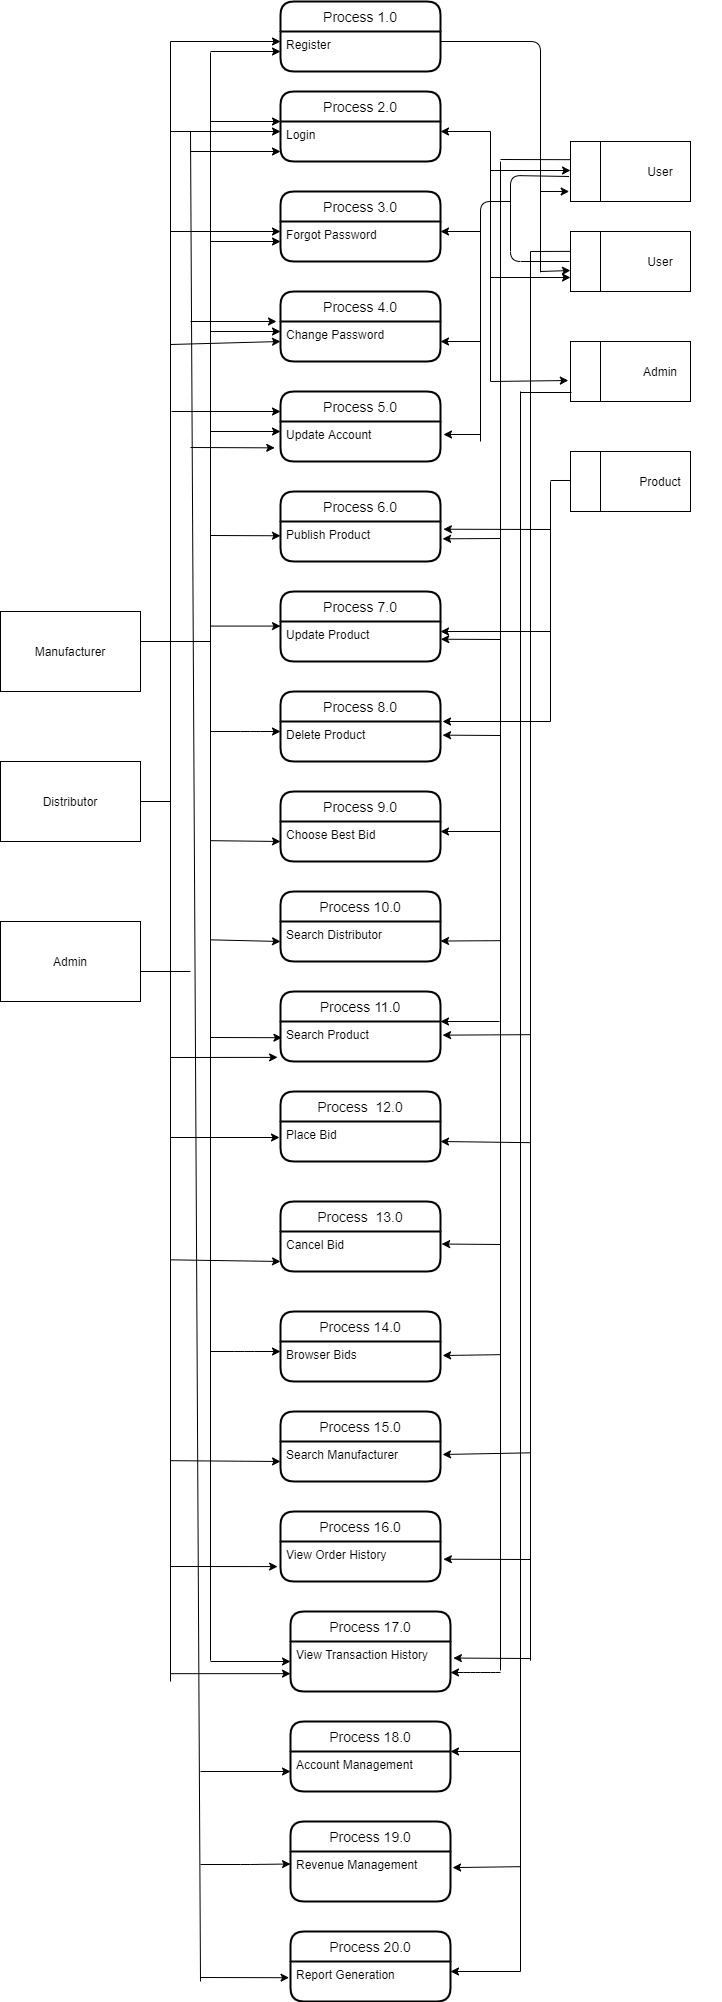 Process 1.0
Register
Process 2.0
Login
User
Process 3.0
Forgot Password
User
Process 4.0
Change Password
Admin
Process 5.0
Update Account
Product
Process 6.0
Publish Product
Process 7.0
Update Product
Manufacturer
Process 8.0
Delete Product
Distributor
Process 9.0
Choose Best Bid
Process 10.0
Search Distributor
Admin
Process 11.0
Search Product
Process 12.0
Place Bid
Process 13.0
Cancel Bid
Process 14.0
Browser Bids
Process 15.0
Search Manufacturer
Process 16.0
View Order History
Process 17.0
View Transaction History
Process 18.0
Account Management
Process 19.0
Revenue Management
Process 20.0
Report Generation